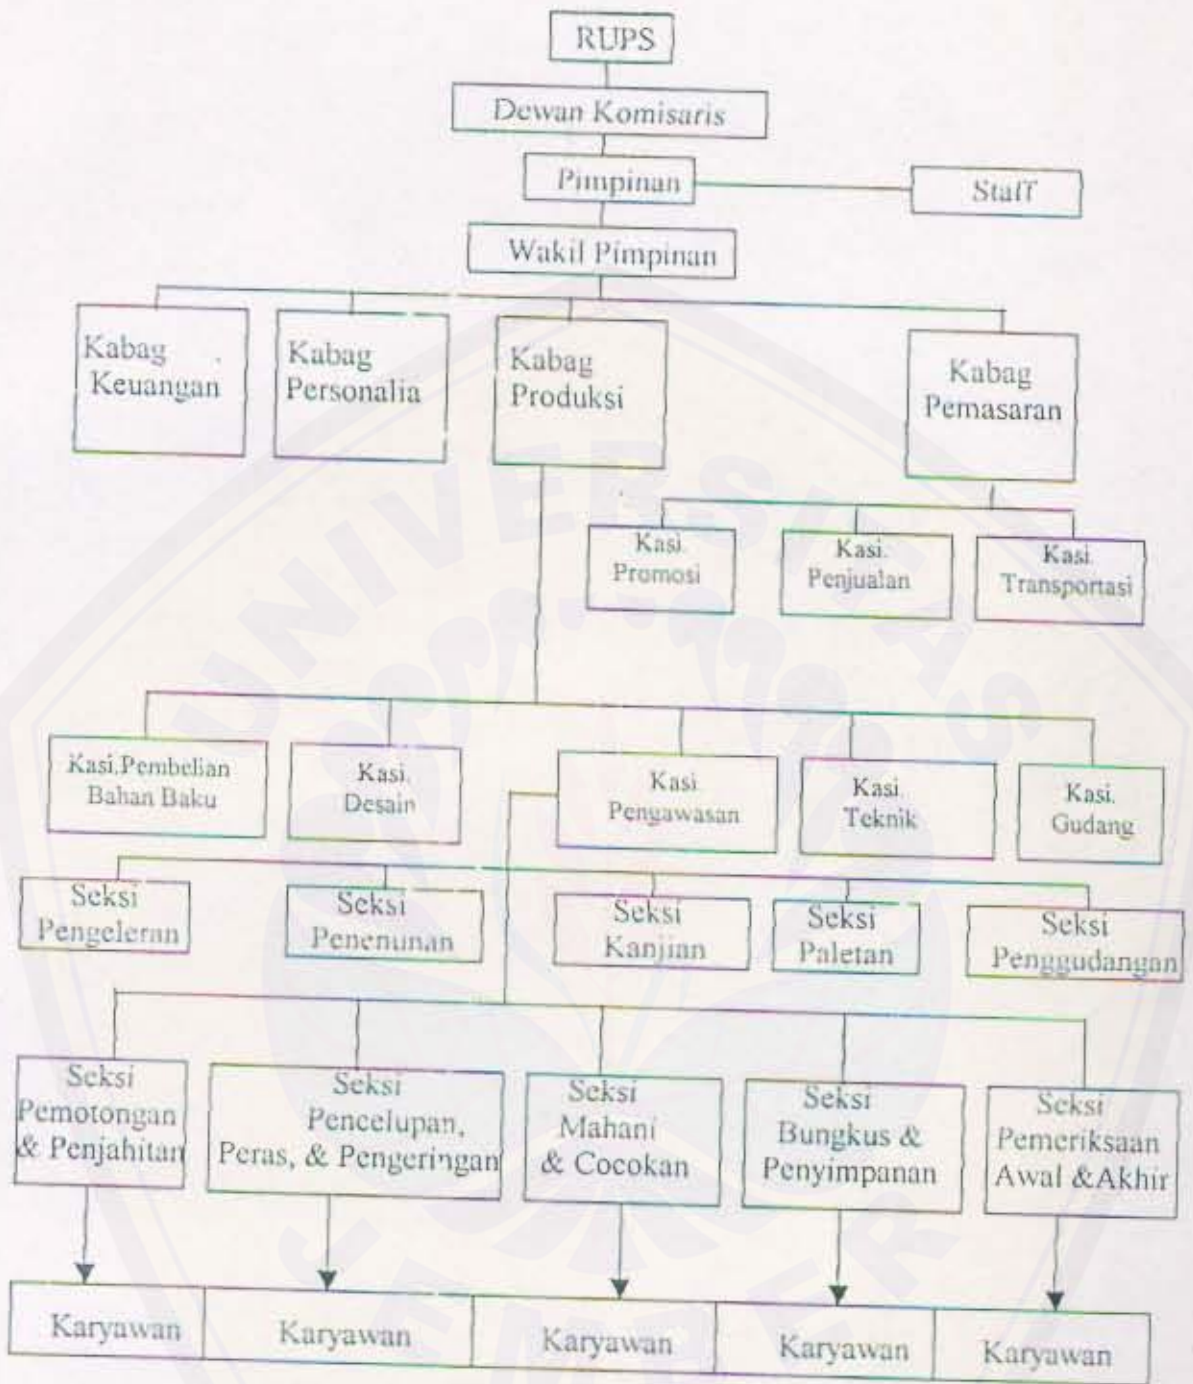 RUPS
Dewan Komisaris
Pimpinan
Staff
Wakil Pimpinan
Kabag
Keuangan
Kabag
Personalia
Kabag
Produksi
Kabag
Pemasaran
Kasi.
Promosi
Kasi.
Penjualan
Kasi.
Transportasi
Kasi.Pembelian
Bahan Baku
Kasi.
Desain
Kasi.
Pengawasan
Kasi.
Teknik
Kasi.
Gudang
Seksi
Pengeleran
Seksi
Penenunan
Seksi
Kanjian
Seksi
Paletan
Seksi
Penggudangan
Seksi
Pemotongan
& Penjahitan
Seksi
Pencelupan,
Peras, & Pengeringan
Seksi
Mahani
& Cocokan
Seksi
Bungkus &
Penyimpanan
Seksi
Pemeriksaan
Awal &Akhir
Karyawan
Karyawan
Karyawan
Karyawan
Karyawan
UNIVERSITAS
JEMBER